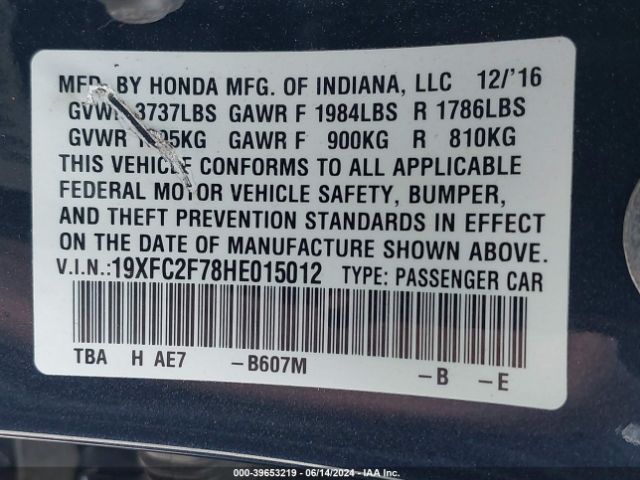 MFD. BY HONDA MFG. OF INDIANA, LLC 12/'16
GVWR 3737LBS GAWR F 1984LBS R 1786LBS
GVWR GAWR F 900KG R 810KG
THIS VEHICLE CONFORMS TO ALL APPLICABLE
FEDERAL MOTOR VEHICLE SAFETY, BUMPER,
AND THEFT PREVENTION STANDARDS IN EFFECT
ON THE DATE OF MANUFACTURE SHOWN ABOVE.
V.I.N.:19XFC2F78HE015012 TYPE: PASSENGER CAR
TBA H AE7 -B607M -B -E
000-39653219 - 06/14/2024 - IAA Inc.